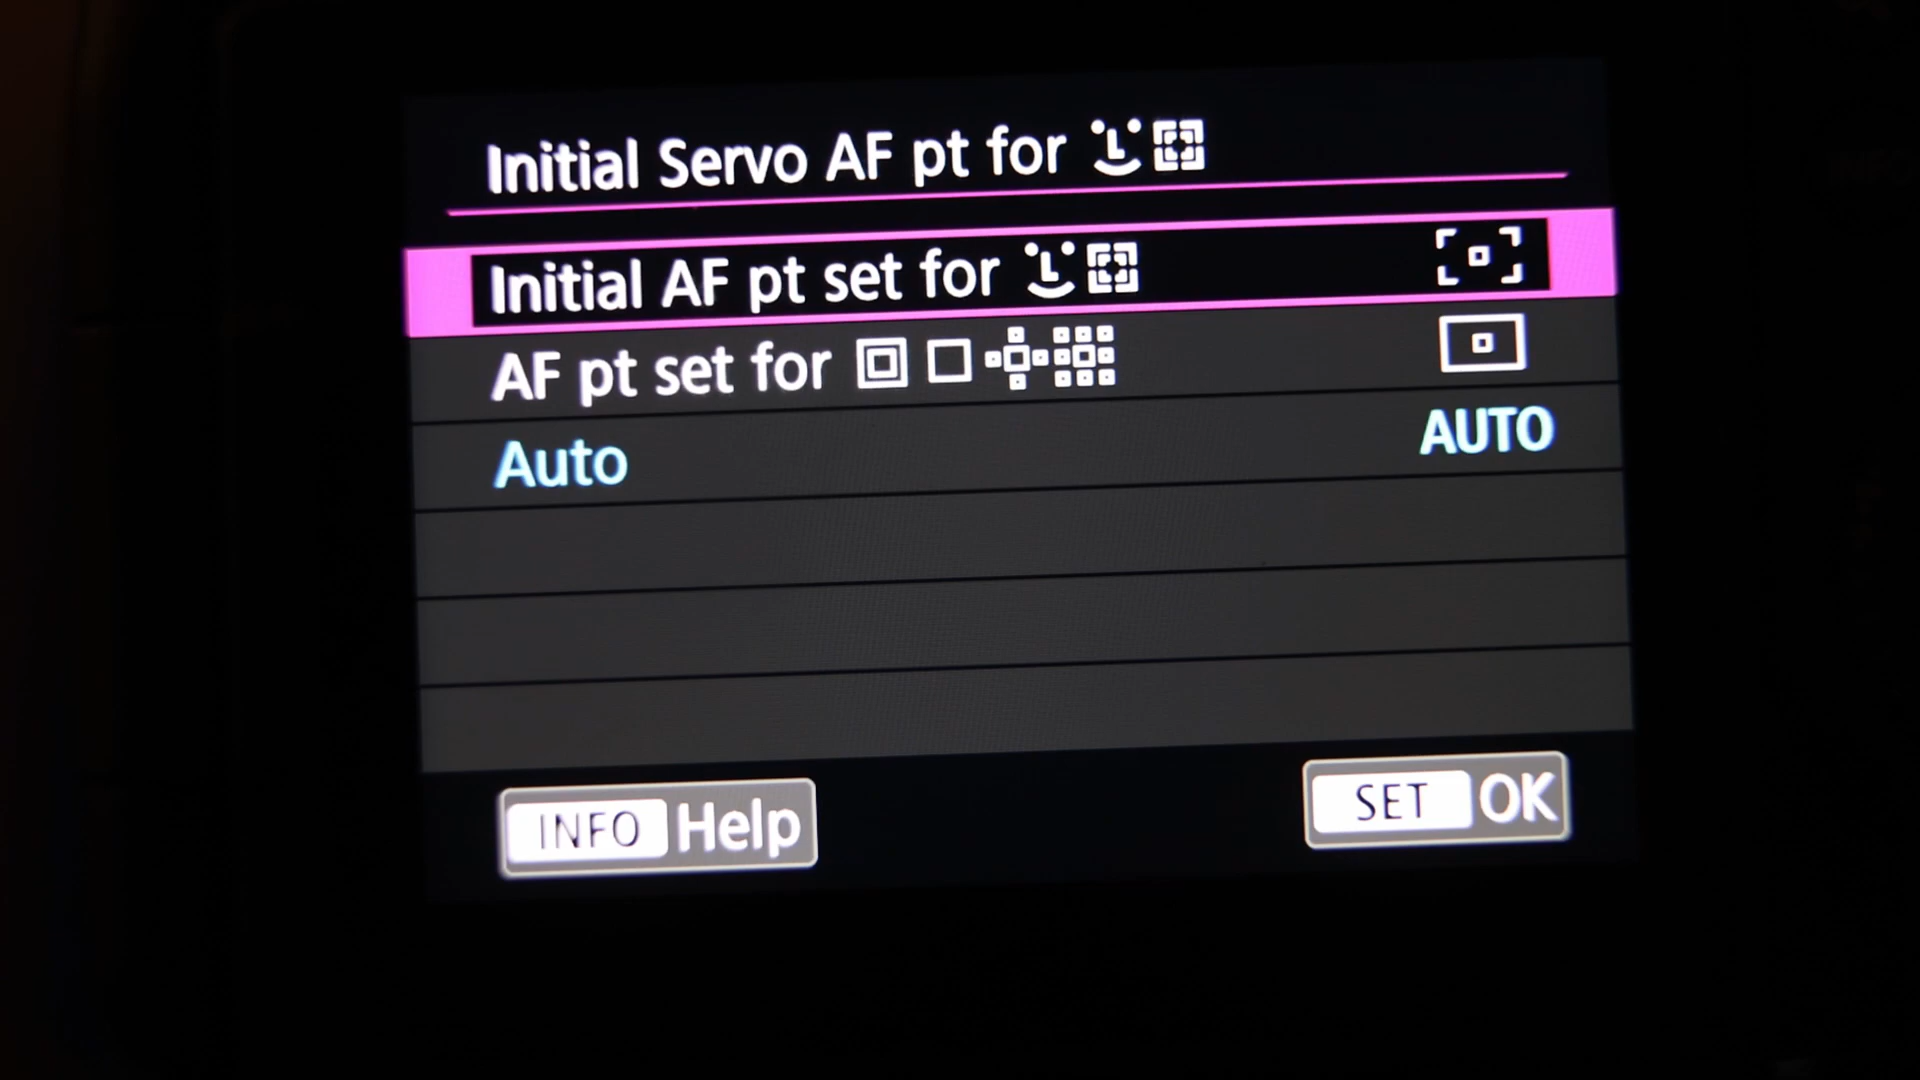 Initial Servo AF pt for
Initial AF pt set for
AF pt set for
Auto AUTO
INFO Help SET OK